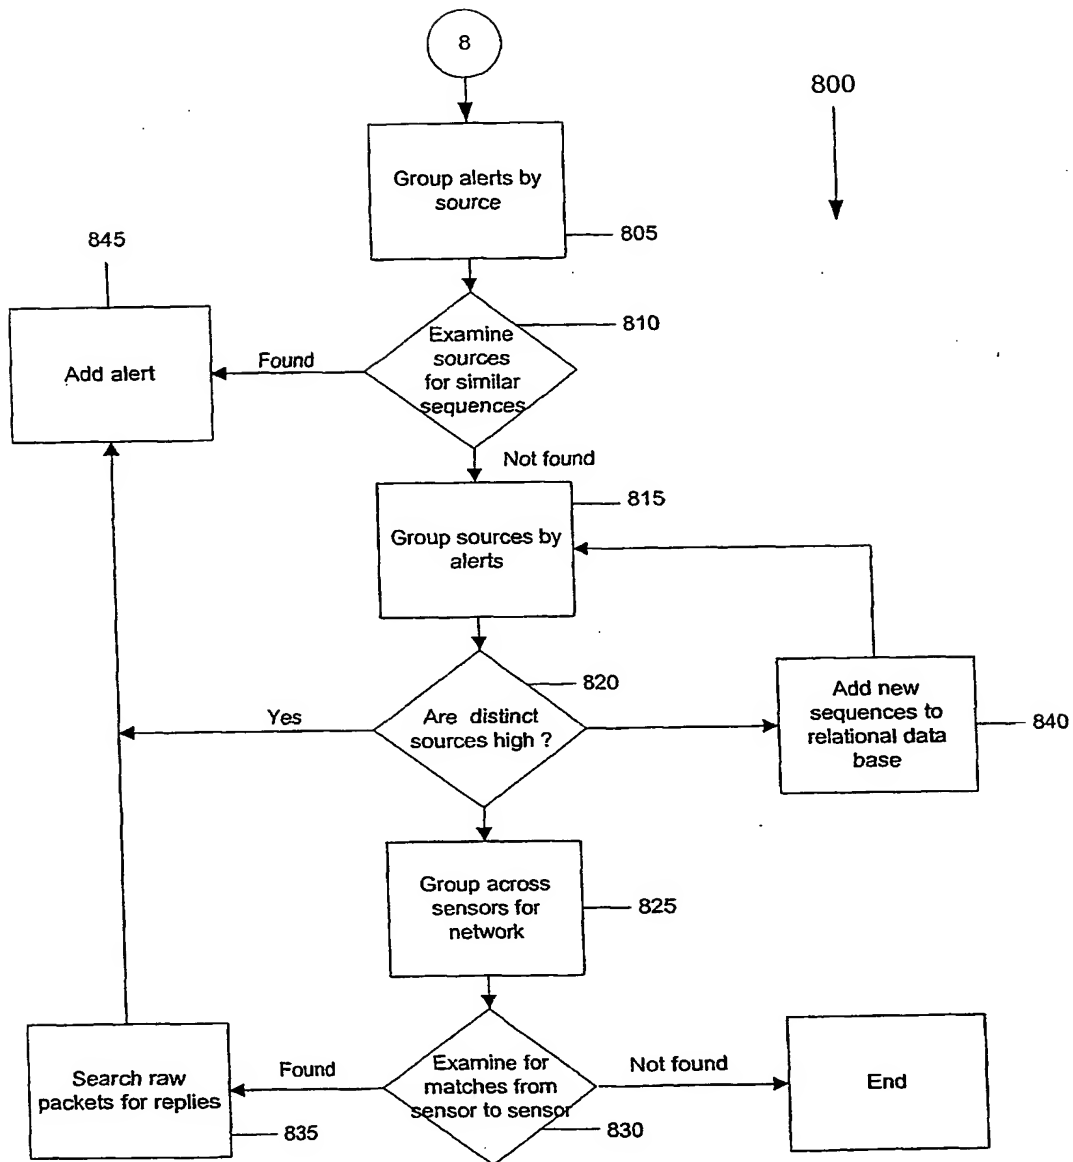 8
800
Group alerts by
source
805
845
810
Examine
sources
for similar
sequences
Found
Add alert
Not found
815
Group sources by
alerts
820
Yes
Are distinct
sources high ?
Add new
sequences to
relational data
base
840
Group across
sensors for
network
825
Search raw
packets for replies
835
Found
Examine for
matches from
sensor to sensor
830
Not found
End